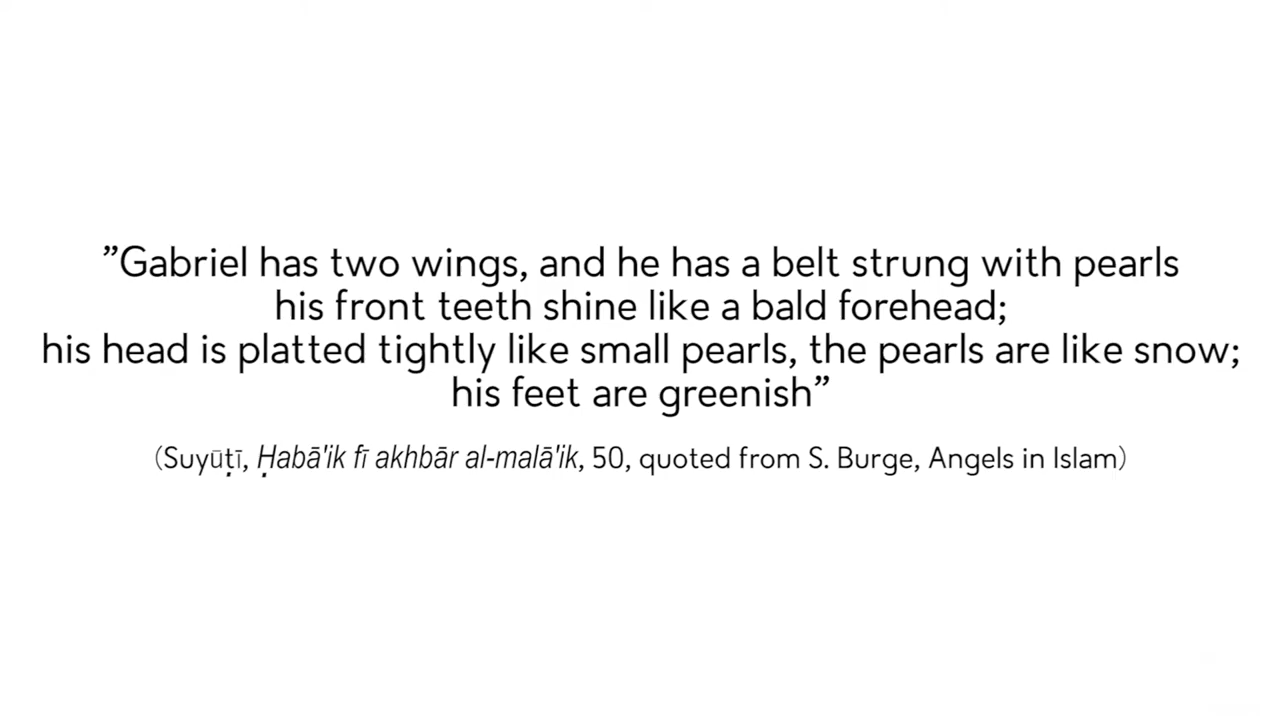 ”Gabriel has two wings, and he has a belt strung with pearls
his front teeth shine like a bald forehead;
his head is platted tightly like small pearls, the pearls are like snow;
his feet are greenish”
(Suyūṭī, Ḥabā'ik fī akhbār al-malā'ik, 50, quoted from S. Burge, Angels in Islam)